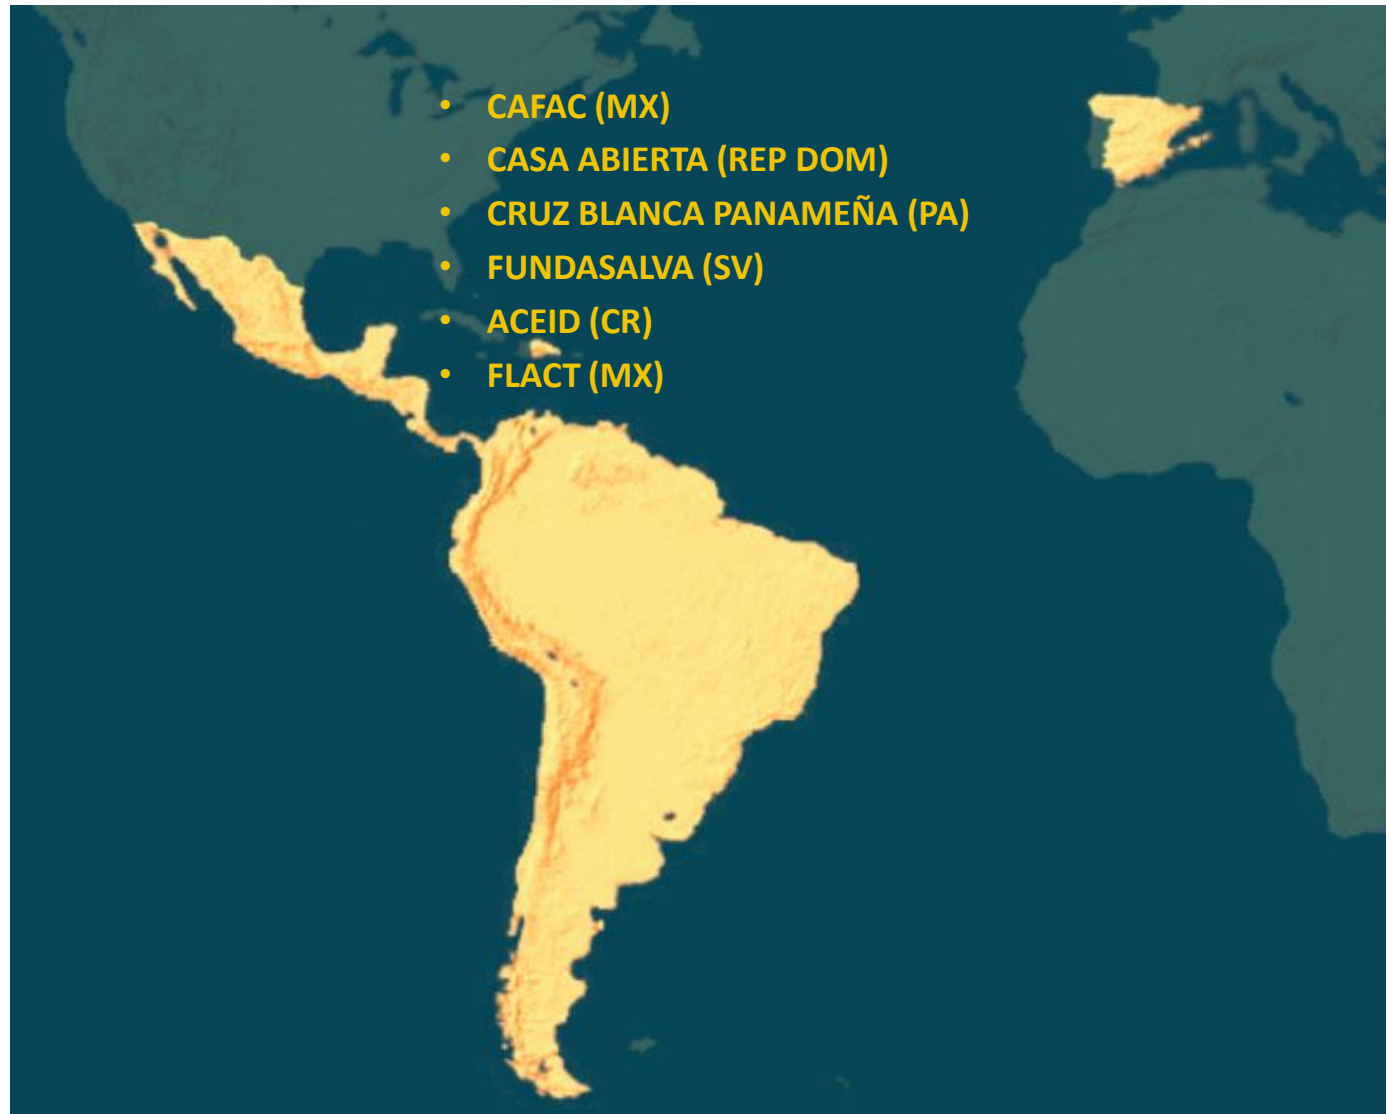 • CAFAC (MX)
• CASA ABIERTA (REP DOM)
• CRUZ BLANCA PANAMEÑA (PA)
• FUNDASALVA (SV)
• ACEID (CR)
• FLACT (MX)